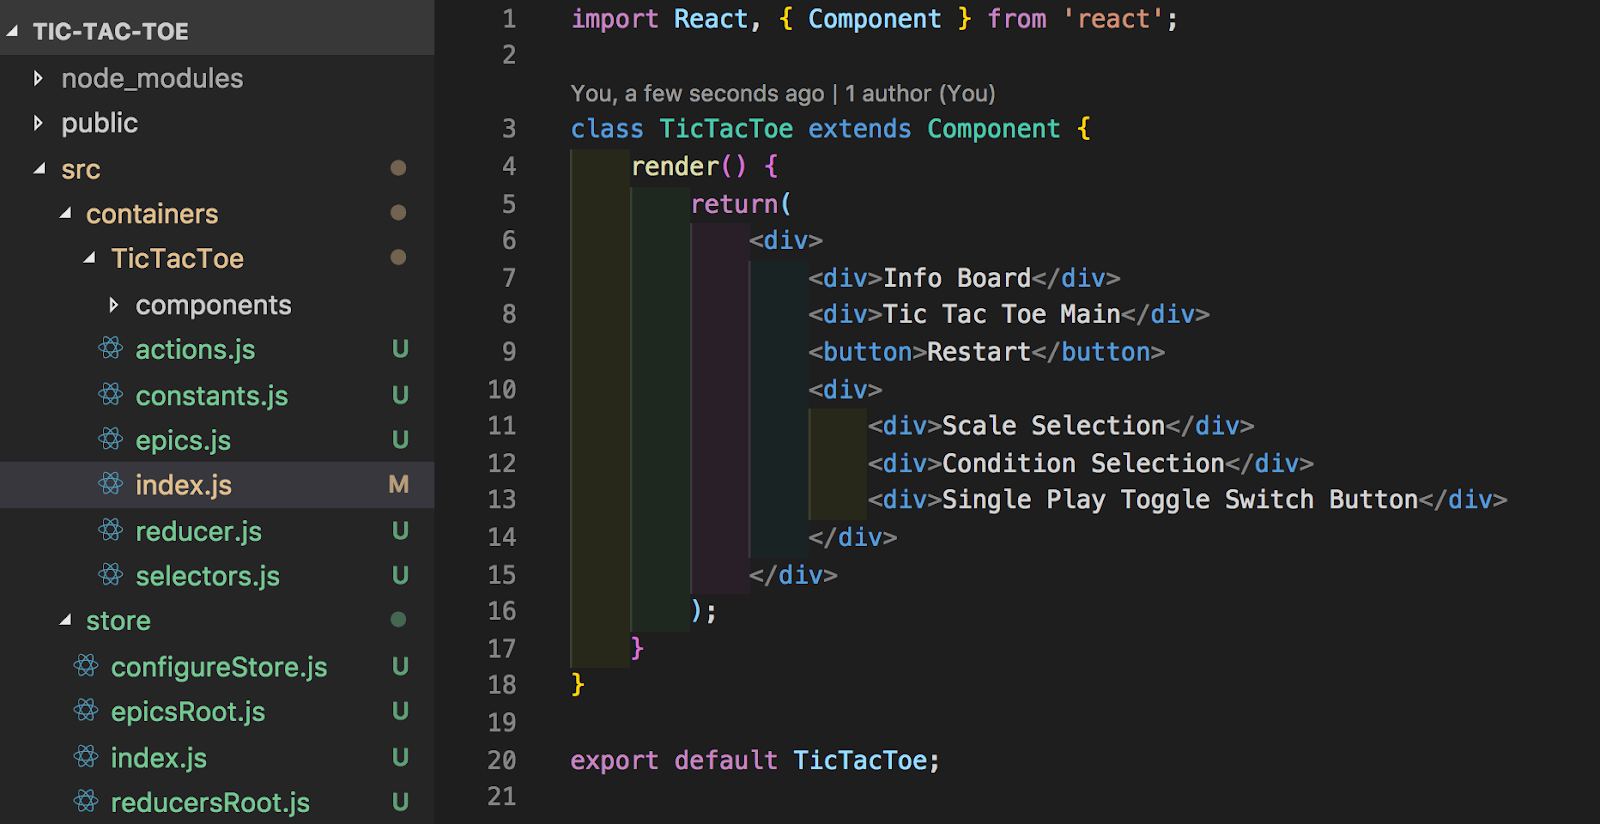 TIC-TAC-TOE
node_modules
public
src
containers
TicTacToe
components
actions.js U
constants.js U
epics.js U
index.js M
reducer.js U
selectors.js U
store
configureStore.js U
epicsRoot.js U
index.js U
reducersRoot.js U
1 import React, { Component } from 'react';
2
You, a few seconds ago | 1 author (You)
3 class TicTacToe extends Component {
4     render() {
5         return(
6             <div>
7                 <div>Info Board</div>
8                 <div>Tic Tac Toe Main</div>
9                 <button>Restart</button>
10                 <div>
11                     <div>Scale Selection</div>
12                     <div>Condition Selection</div>
13                     <div>Single Play Toggle Switch Button</div>
14                 </div>
15             </div>
16         );
17     }
18 }
19
20 export default TicTacToe;
21